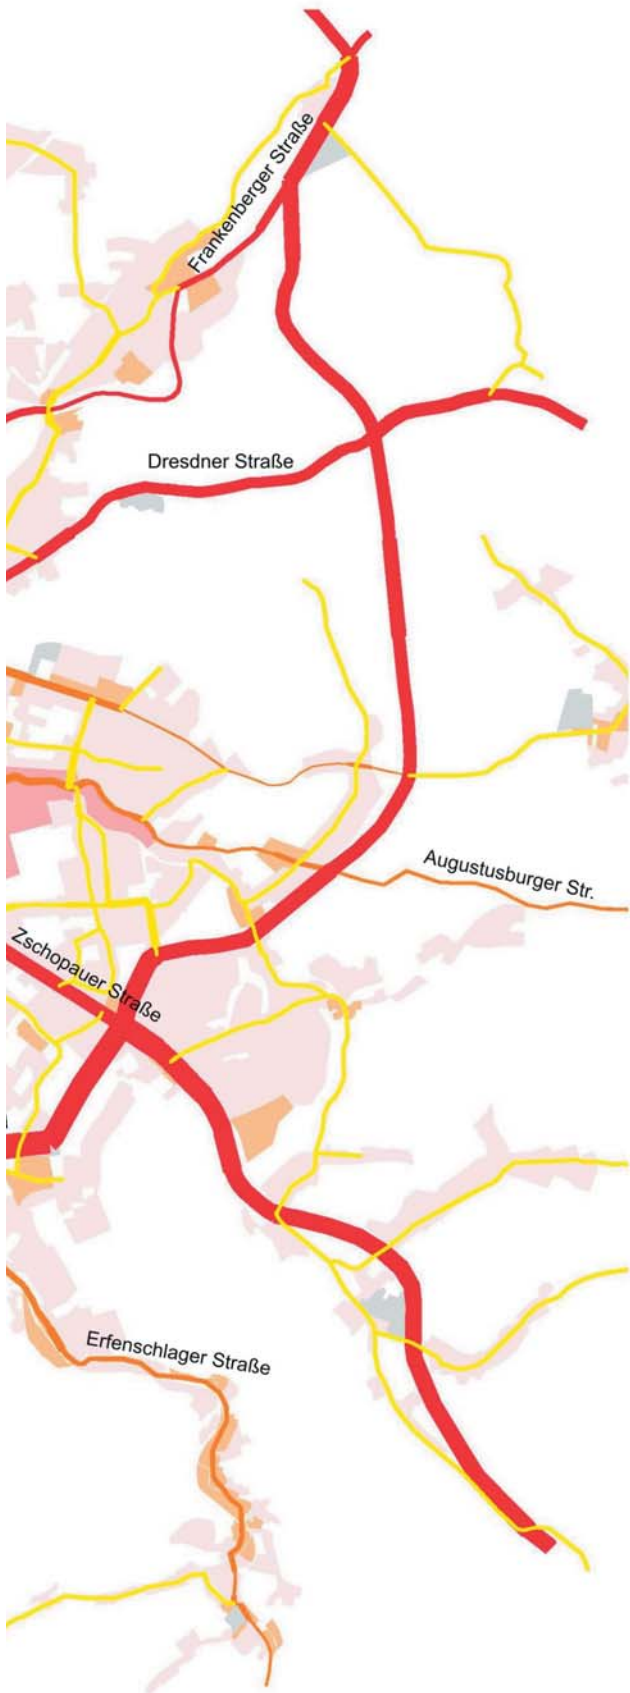 Frankenberger Straße
Dresdner Straße
Augustusburger Str.
Zschopauer Straße
Erfenschlager Straße